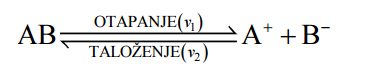 OTAPANJE(v₁)
AB ⇌ A⁺ + B⁻
TALOŽENJE(v₂)